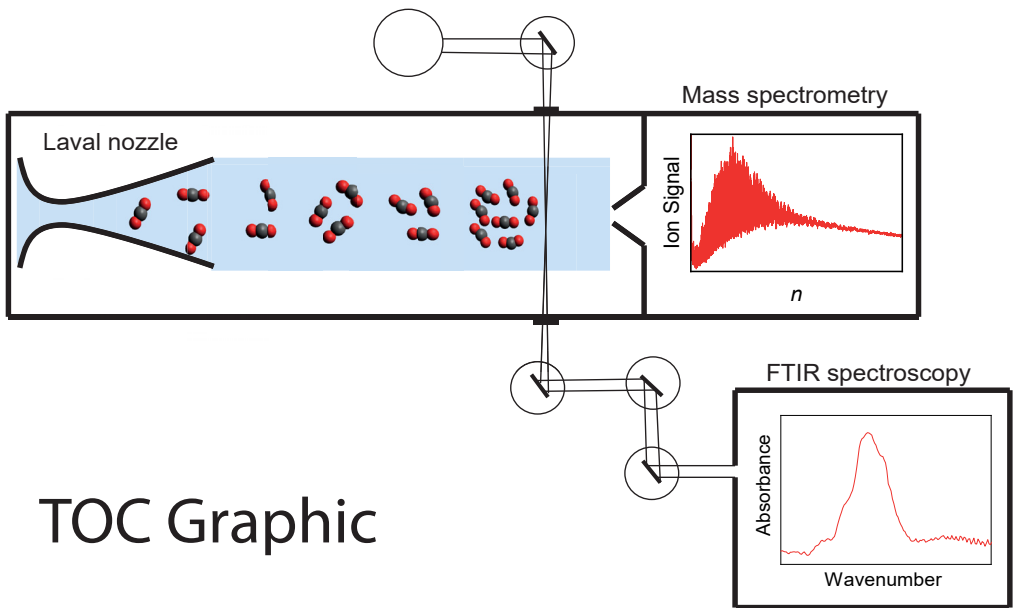 Mass spectrometry
Laval nozzle
Ion Signal
n
FTIR spectroscopy
Absorbance
Wavenumber
TOC Graphic